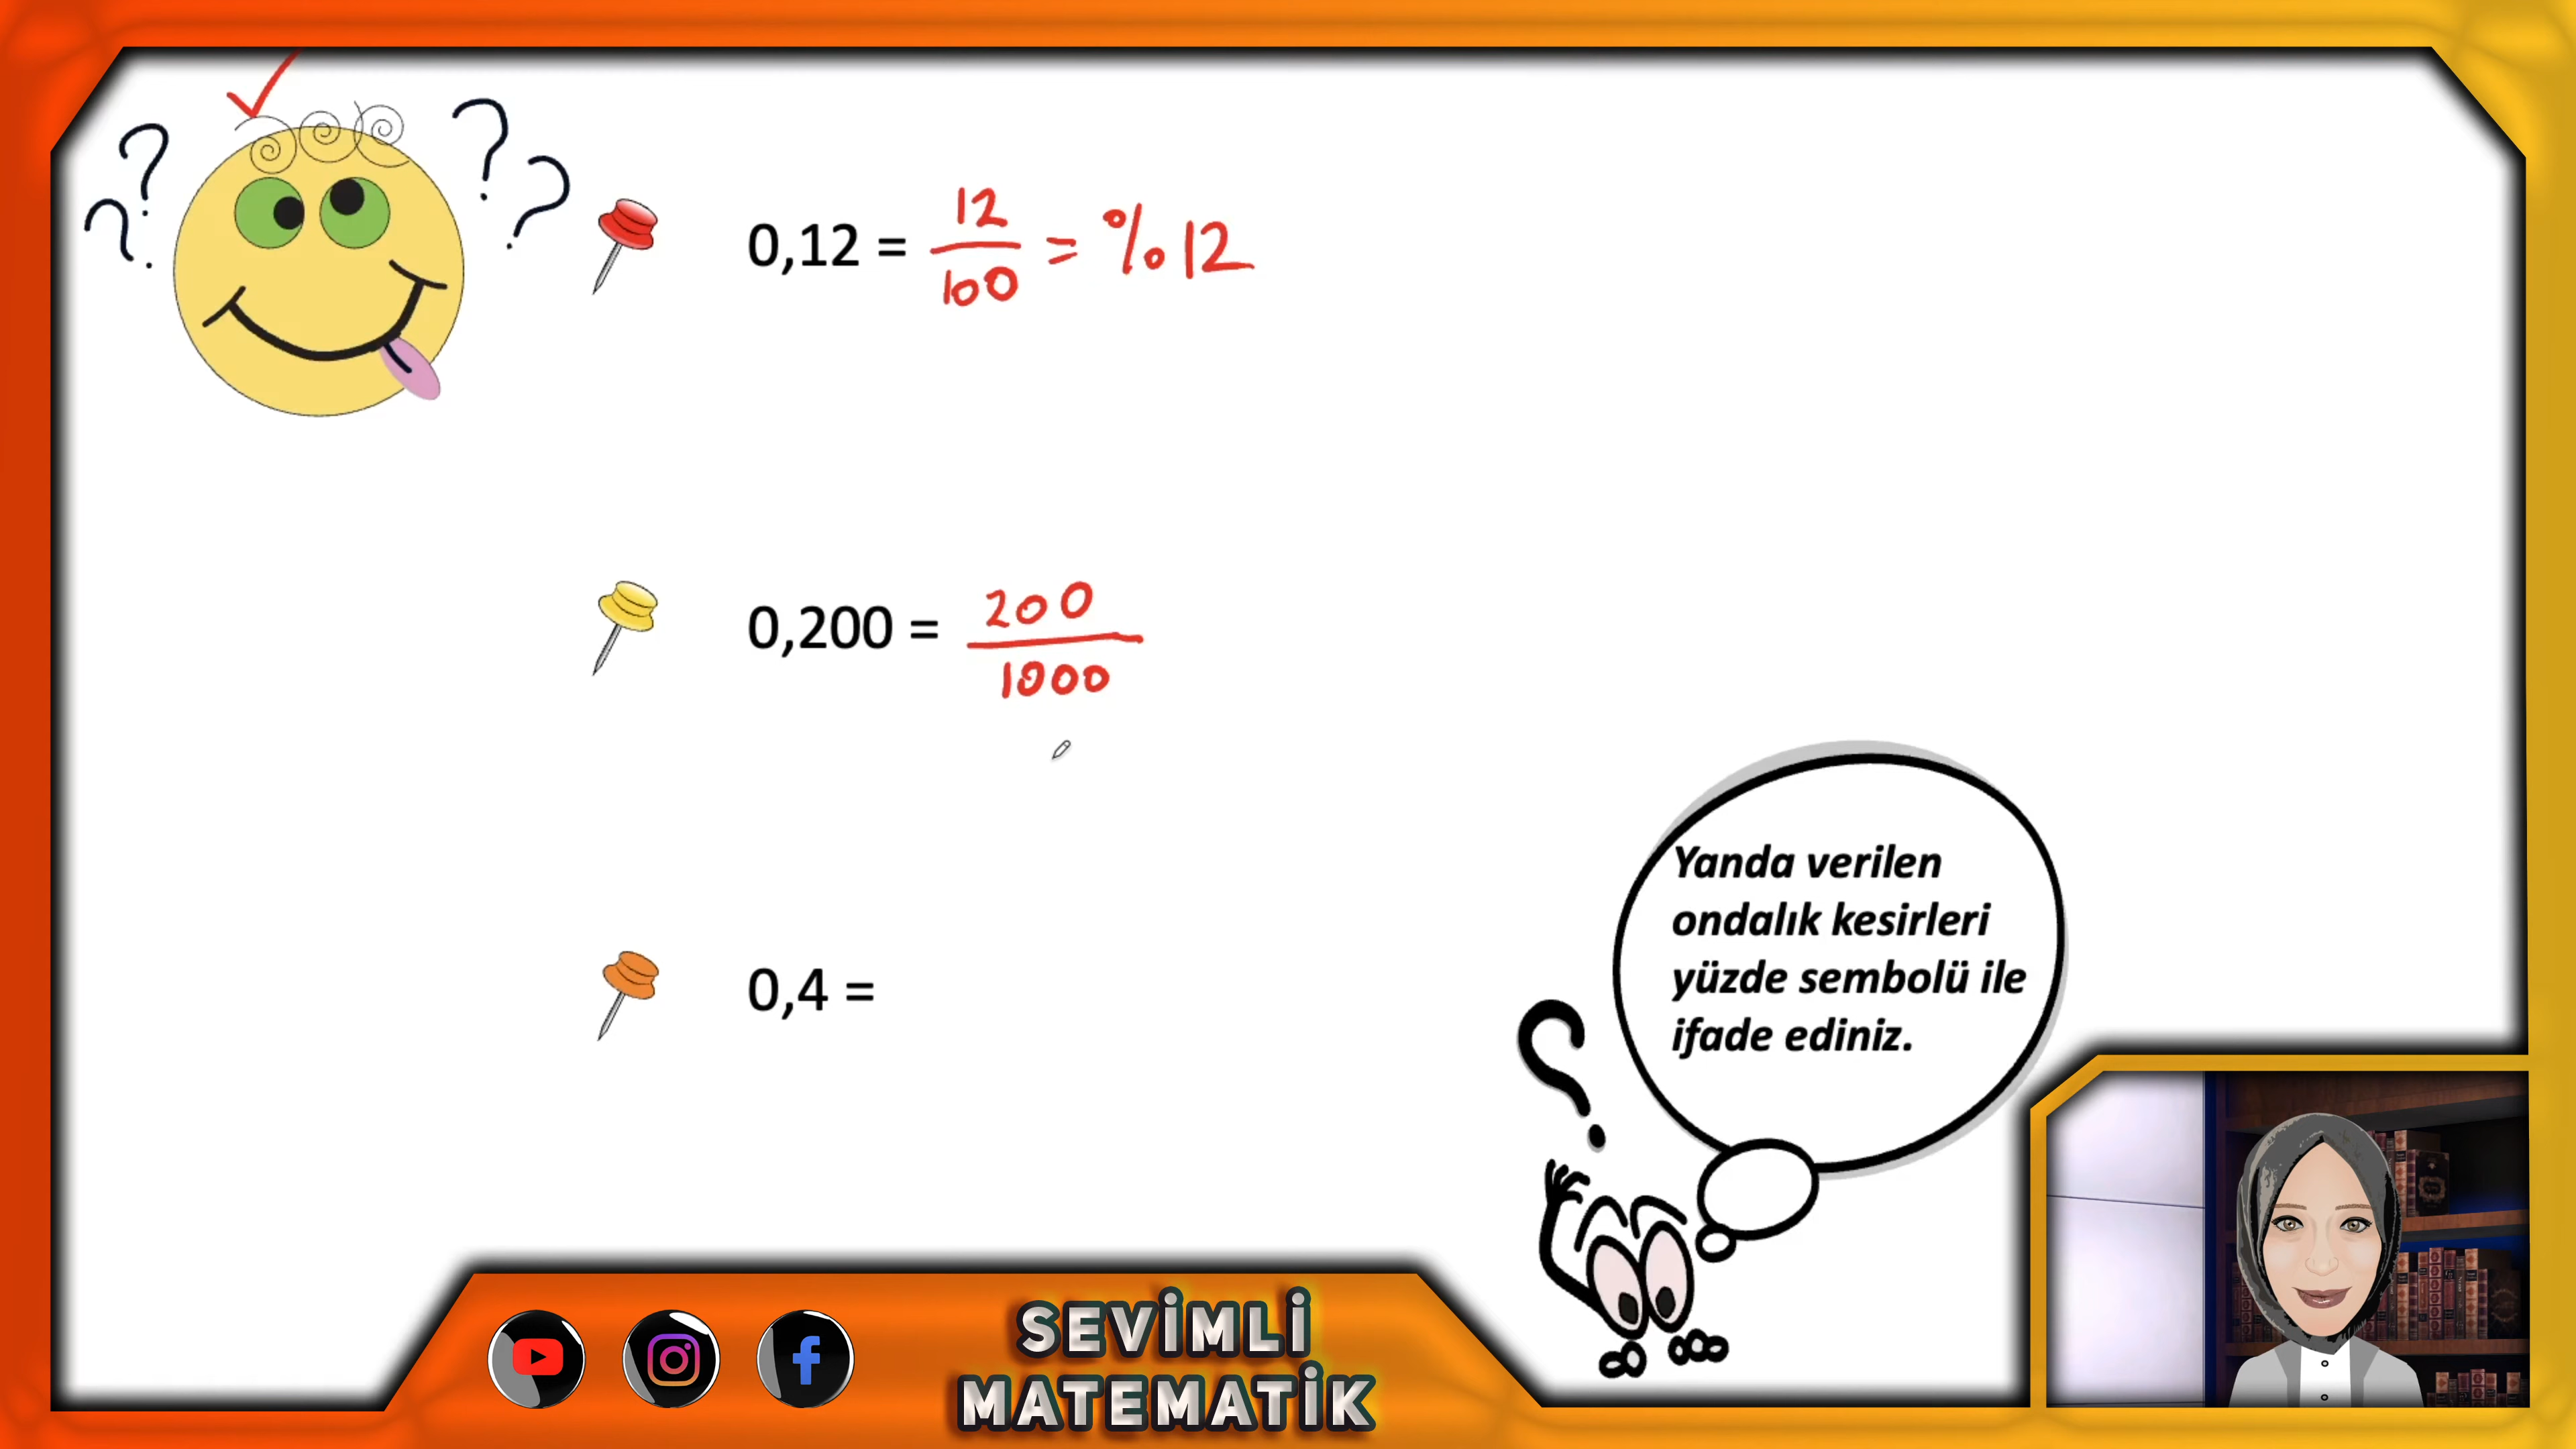 ? ? ? ?
0,12 = 12/100 = %12
0,200 = 200/1000
0,4 =
Yanda verilen
ondalık kesirleri
yüzde sembolü ile
ifade ediniz.
?
SEVİMLİ
MATEMATİK